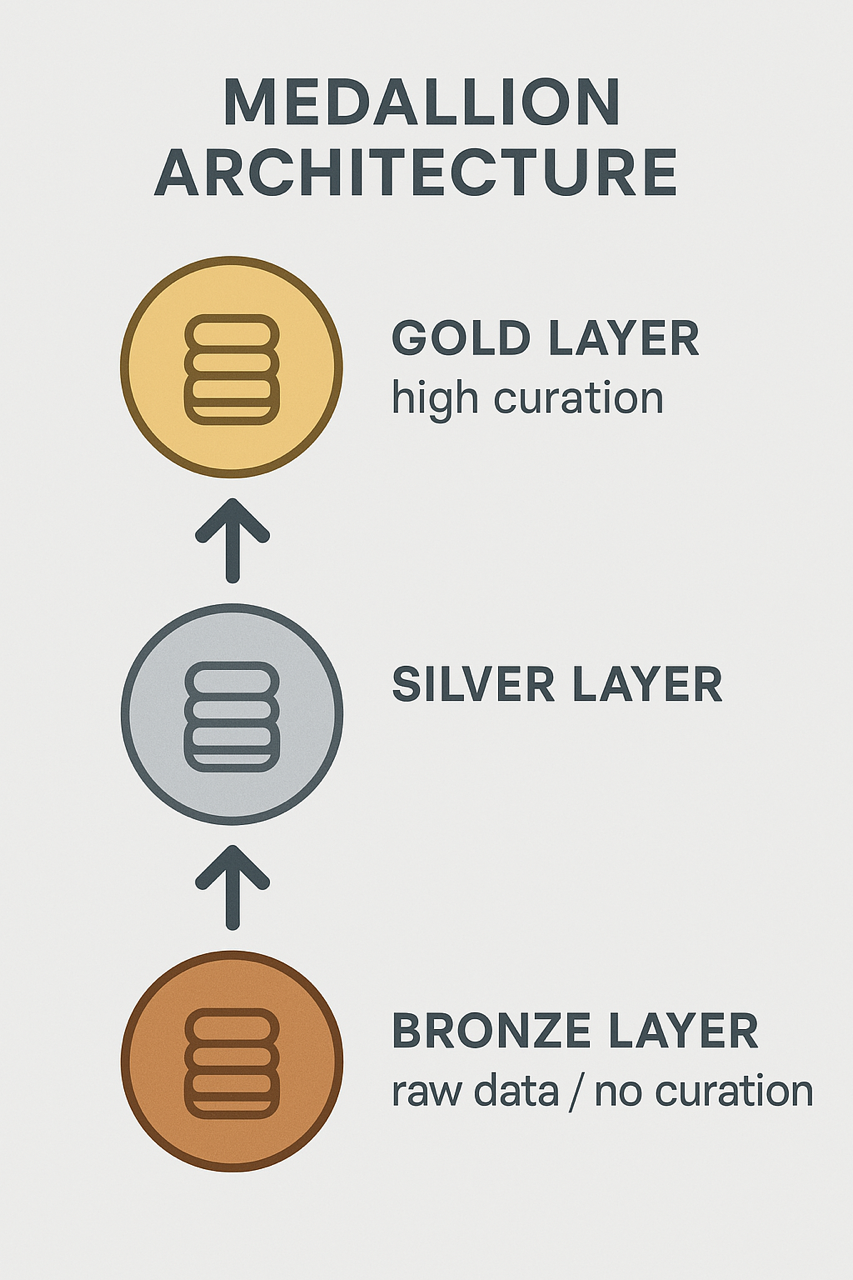 MEDALLION
ARCHITECTURE
GOLD LAYER
high curation
SILVER LAYER
BRONZE LAYER
raw data / no curation